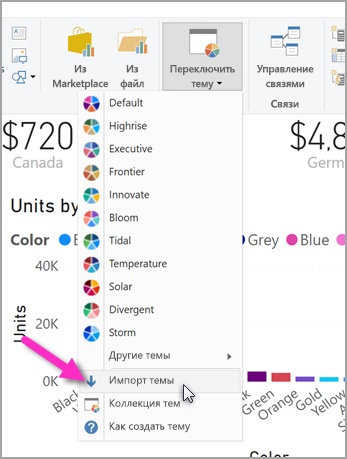 Из Marketplace
Из файл
Переключить тему
Управление связями
Связи
$720
Canada
$4,8
Germ
Default
Highrise
Executive
Frontier
Innovate
Bloom
Tidal
Temperature
Solar
Divergent
Storm
Другие темы
Импорт темы
Коллекция тем
Как создать тему
Units by
Color
Grey
Blue
40K
20K
0K
Units
Green
Orange
Gold
Yellow
Color